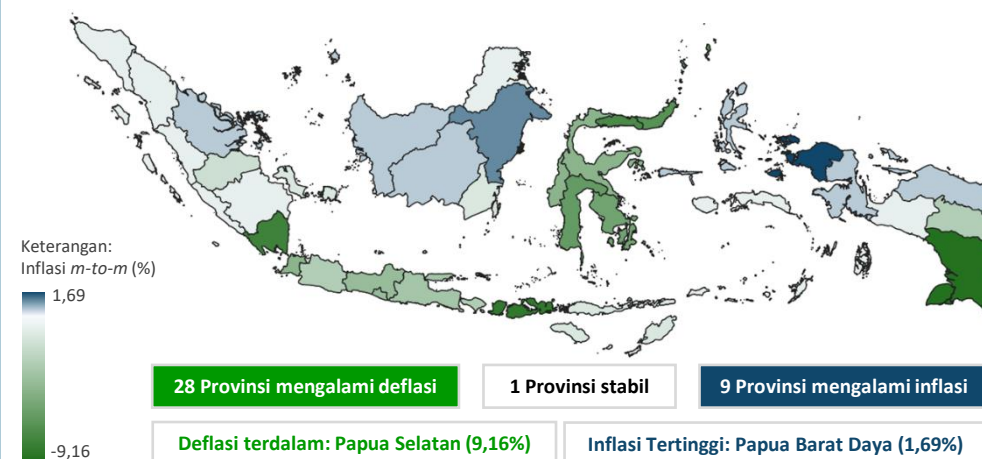 Keterangan:
Inflasi m-to-m (%)
1,69
-9,16
28 Provinsi mengalami deflasi
1 Provinsi stabil
9 Provinsi mengalami inflasi
Deflasi terdalam: Papua Selatan (9,16%)
Inflasi Tertinggi: Papua Barat Daya (1,69%)